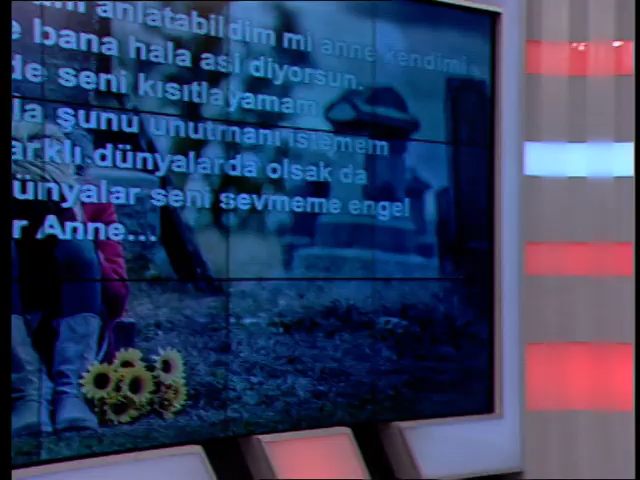 anlatabildim mi anne kendimi
bana hala asi diyorsun.
de seni kısıtlayamam
şunu unutmanı istemem
arklı dünyalarda olsak da
ünyalar seni sevmeme engel
r Anne...